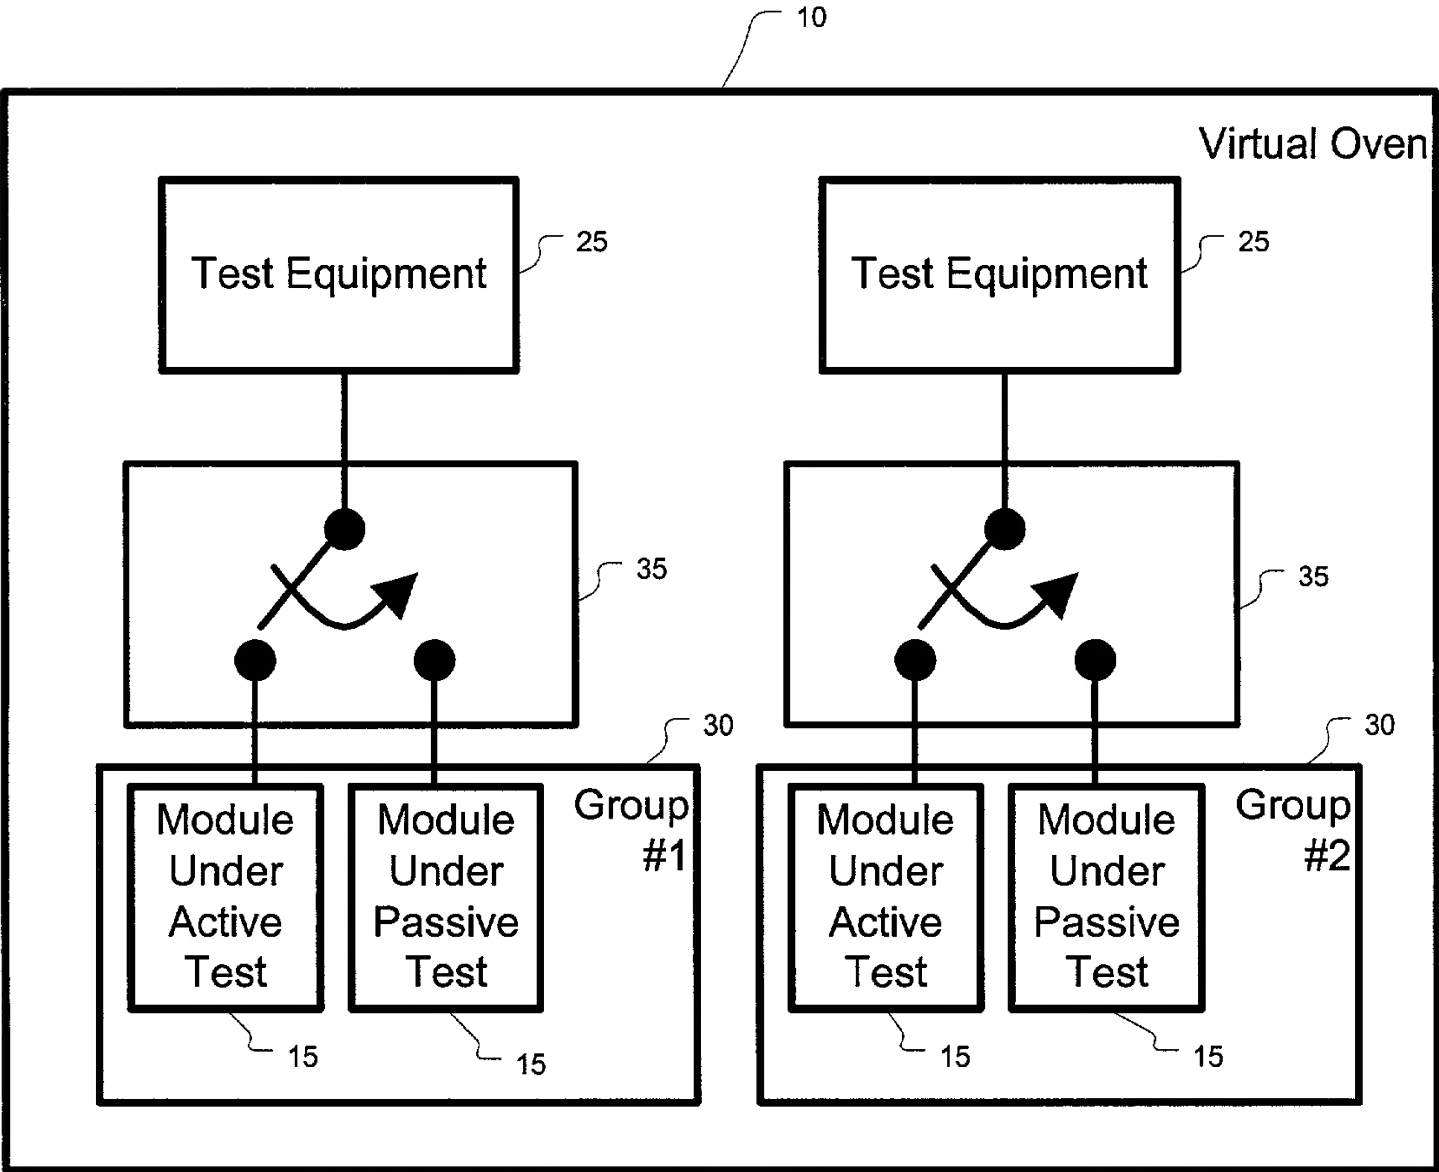 10
Virtual Oven
Test Equipment
25
Test Equipment
25
35
35
30
30
Group
#1
Module
Under
Active
Test
Module
Under
Passive
Test
Group
#2
Module
Under
Active
Test
Module
Under
Passive
Test
15
15
15
15